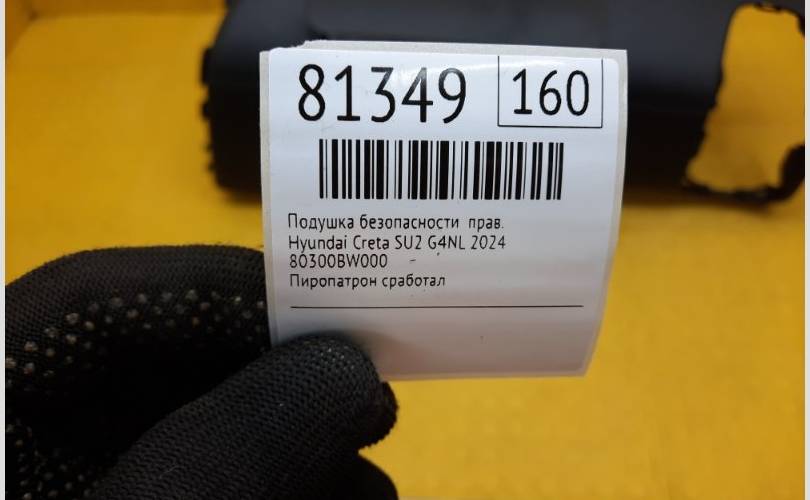 81349 160
Подушка безопасности прав.
Hyundai Creta SU2 G4NL 2024
80300BW000
Пиропатрон сработал